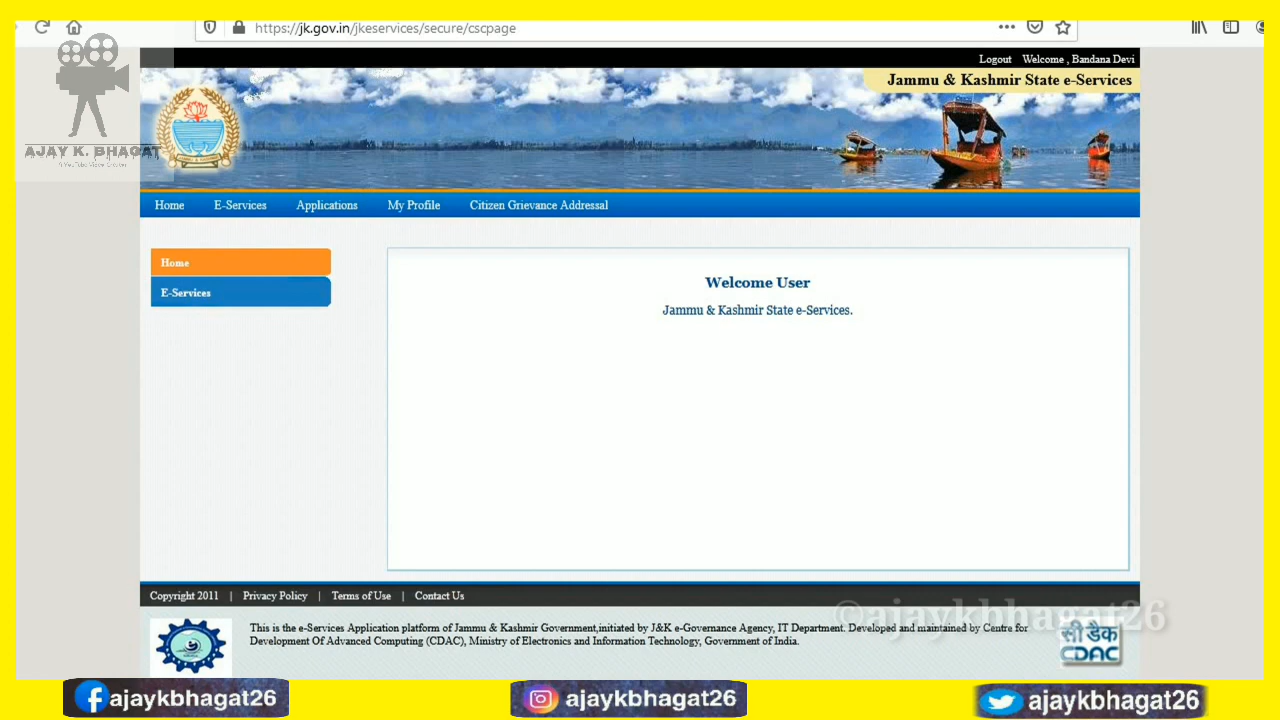 https://jk.gov.in/jkeservices/secure/cscpage
Logout Welcome , Bandana Devi
Jammu & Kashmir State e-Services
AJAY K. BHAGAT
Home E-Services Applications My Profile Citizen Grievance Addressal
Home
E-Services
Welcome User
Jammu & Kashmir State e-Services.
Copyright 2011 | Privacy Policy | Terms of Use | Contact Us
©ajaykbhagat26
This is the e-Services Application platform of Jammu & Kashmir Government,initiated by J&K e-Governance Agency, IT Department. Developed and maintained by Centre for
Development Of Advanced Computing (CDAC), Ministry of Electronics and Information Technology, Government of India.
सी डैक
CDAC
ajaykbhagat26
ajaykbhagat26
ajaykbhagat26